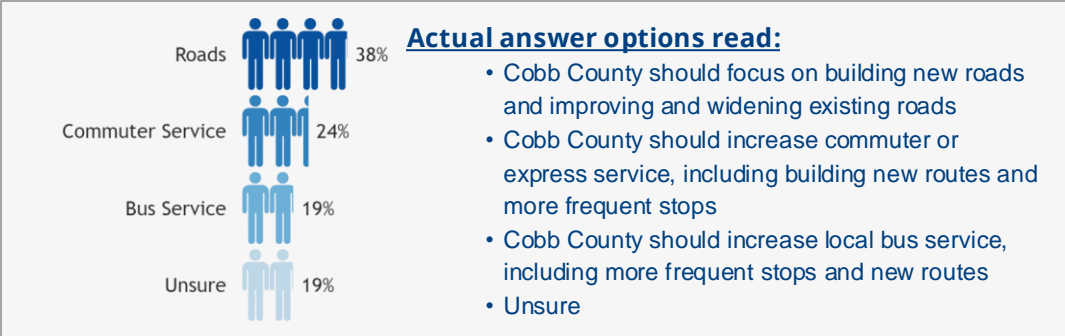 Roads 38%
Commuter Service 24%
Bus Service 19%
Unsure 19%
Actual answer options read:
• Cobb County should focus on building new roads
and improving and widening existing roads
• Cobb County should increase commuter or
express service, including building new routes and
more frequent stops
• Cobb County should increase local bus service,
including more frequent stops and new routes
• Unsure